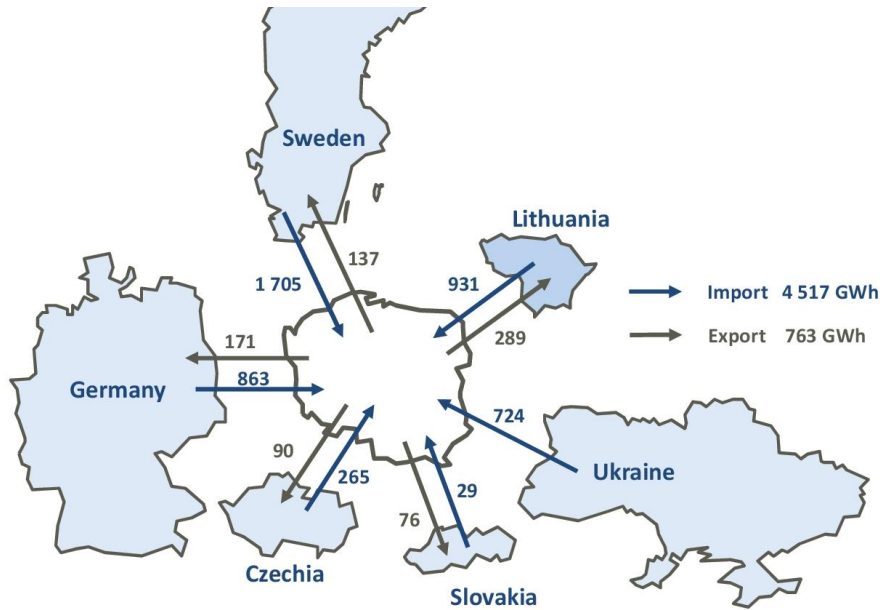 Sweden
Lithuania
137
1 705
931
Import 4 517 GWh
289
Export 763 GWh
171
Germany
863
724
90
265
29
Ukraine
76
Czechia
Slovakia